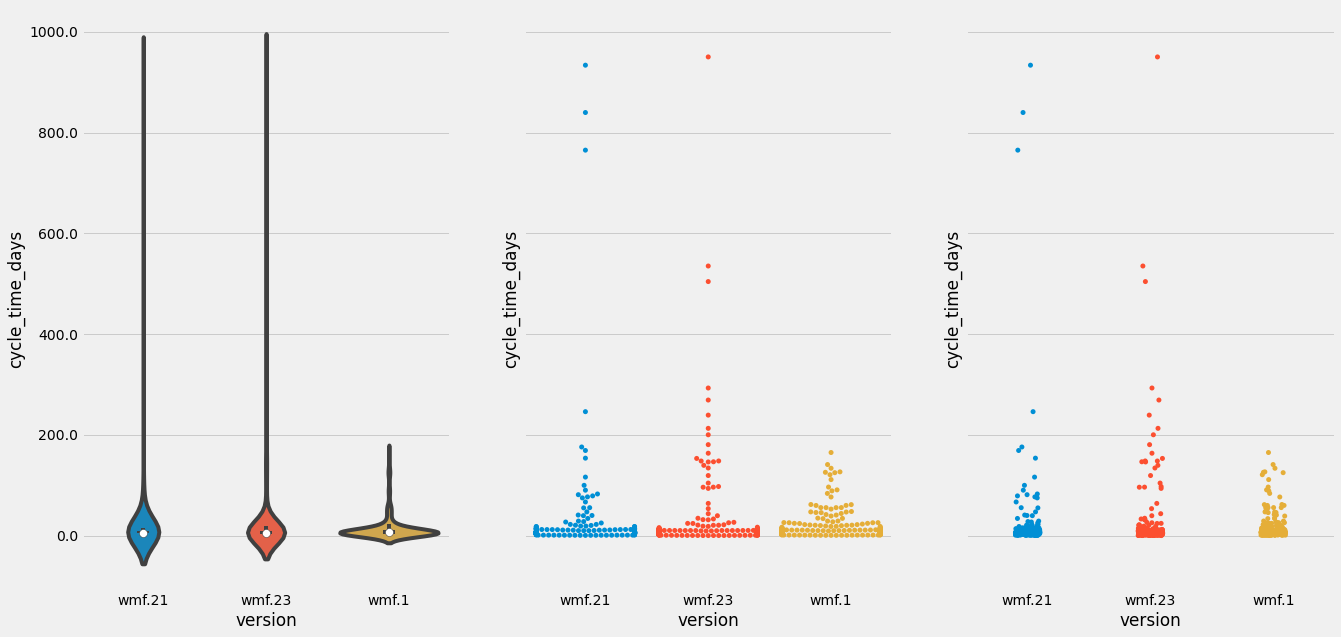 1000.0
800.0
600.0
400.0
200.0
0.0
cycle_time_days
wmf.21 wmf.23 wmf.1
version
cycle_time_days
wmf.21 wmf.23 wmf.1
version
cycle_time_days
wmf.21 wmf.23 wmf.1
version